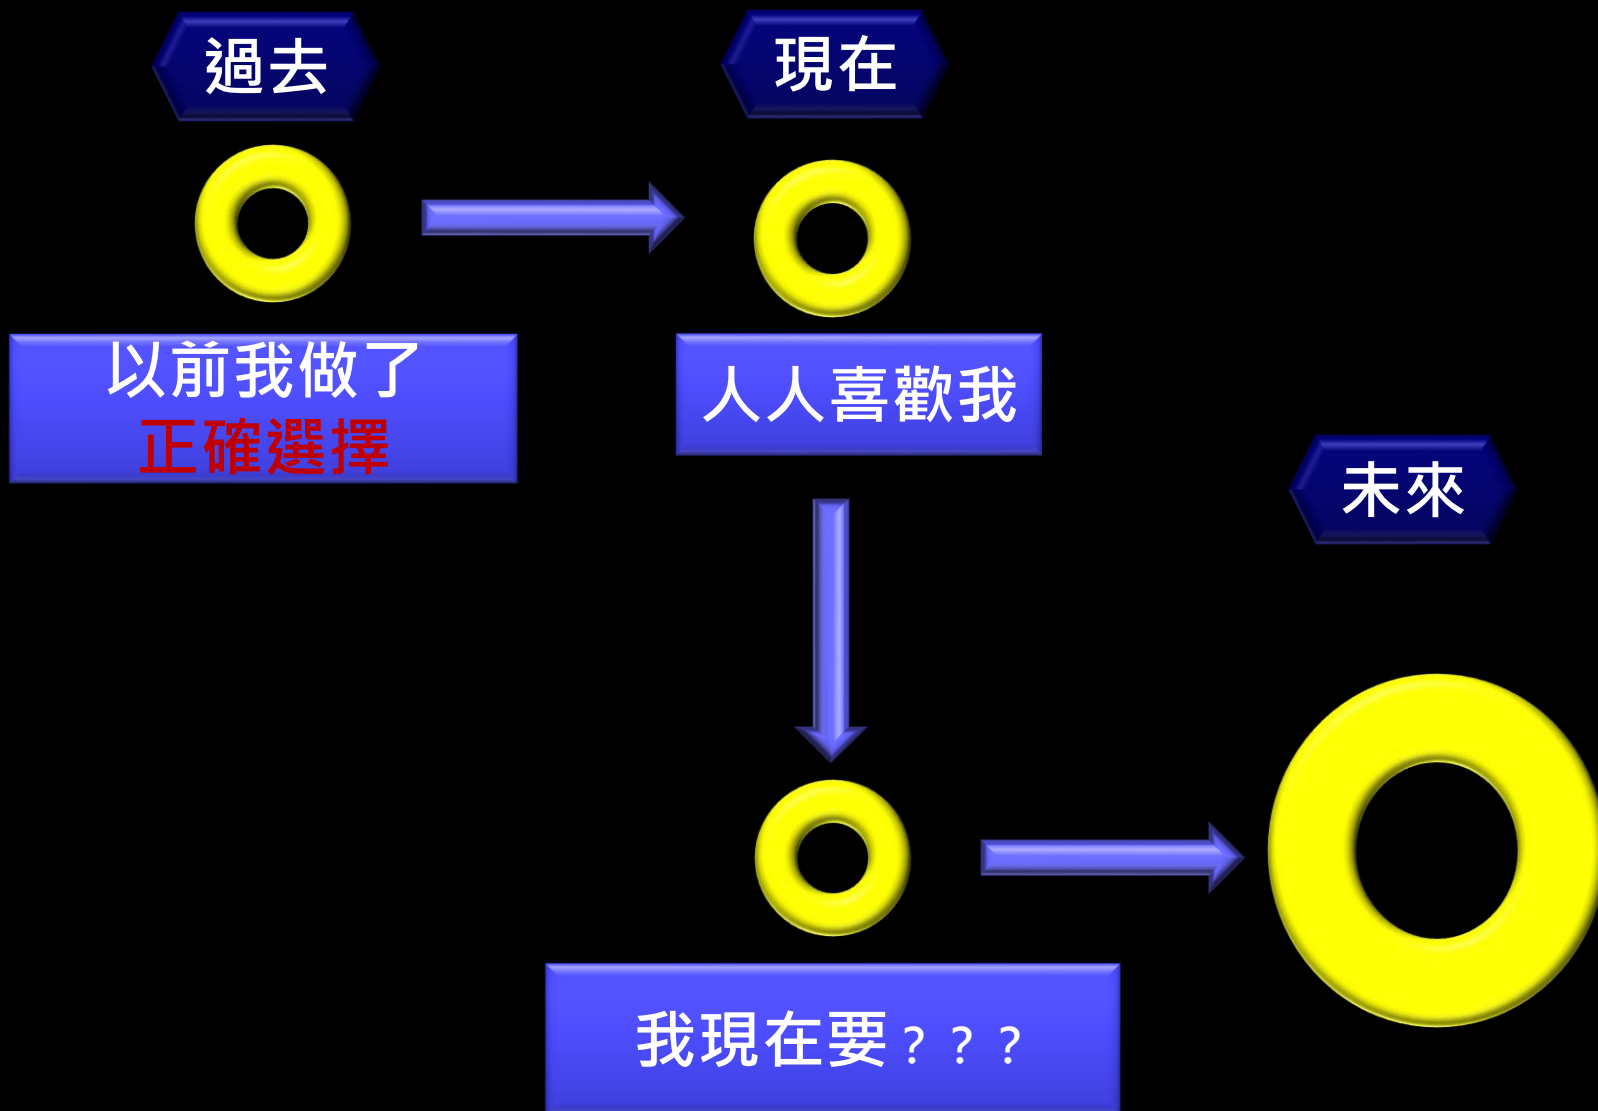 過去
現在
以前我做了
正確選擇
人人喜歡我
未來
我現在要？？？